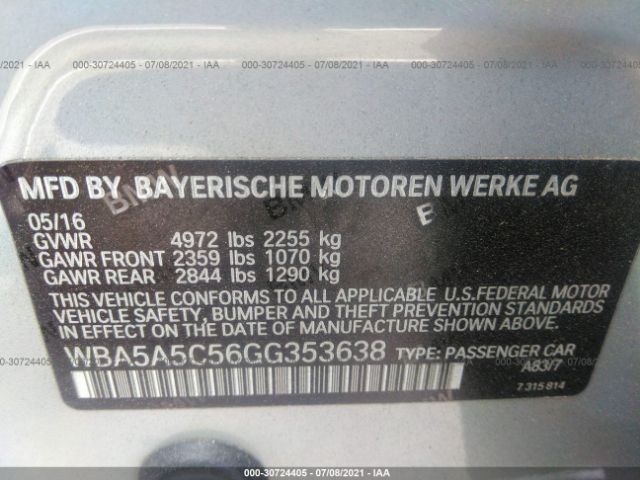 000-30724405 - 07/08/2021 - IAA
MFD BY BAYERISCHE MOTOREN WERKE AG
05/16
GVWR 4972 lbs 2255 kg
GAWR FRONT 2359 lbs 1070 kg
GAWR REAR 2844 lbs 1290 kg
THIS VEHICLE CONFORMS TO ALL APPLICABLE U.S.FEDERAL MOTOR
VEHICLE SAFETY, BUMPER AND THEFT PREVENTION STANDARDS
IN EFFECT ON THE DATE OF MANUFACTURE SHOWN ABOVE.
WBA5A5C56GG353638 TYPE: PASSENGER CAR
A83/7
7 315 814
000-30724405 - 07/08/2021 - IAA